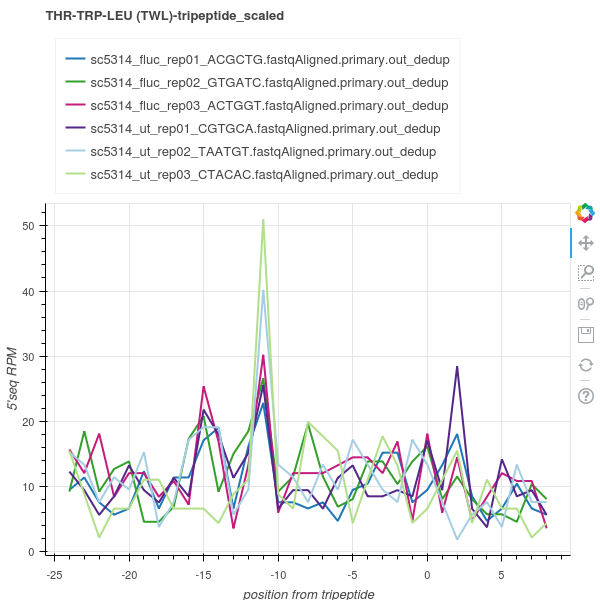 THR-TRP-LEU (TWL)-tripeptide_scaled
sc5314_fluc_rep01_ACGCTG.fastqAligned.primary.out_dedup
sc5314_fluc_rep02_GTGATC.fastqAligned.primary.out_dedup
sc5314_fluc_rep03_ACTGGT.fastqAligned.primary.out_dedup
sc5314_ut_rep01_CGTGCA.fastqAligned.primary.out_dedup
sc5314_ut_rep02_TAATGT.fastqAligned.primary.out_dedup
sc5314_ut_rep03_CTACAC.fastqAligned.primary.out_dedup
50
40
30
20
10
0
5'seq RPM
-25 -20 -15 -10 -5 0 5
position from tripeptide